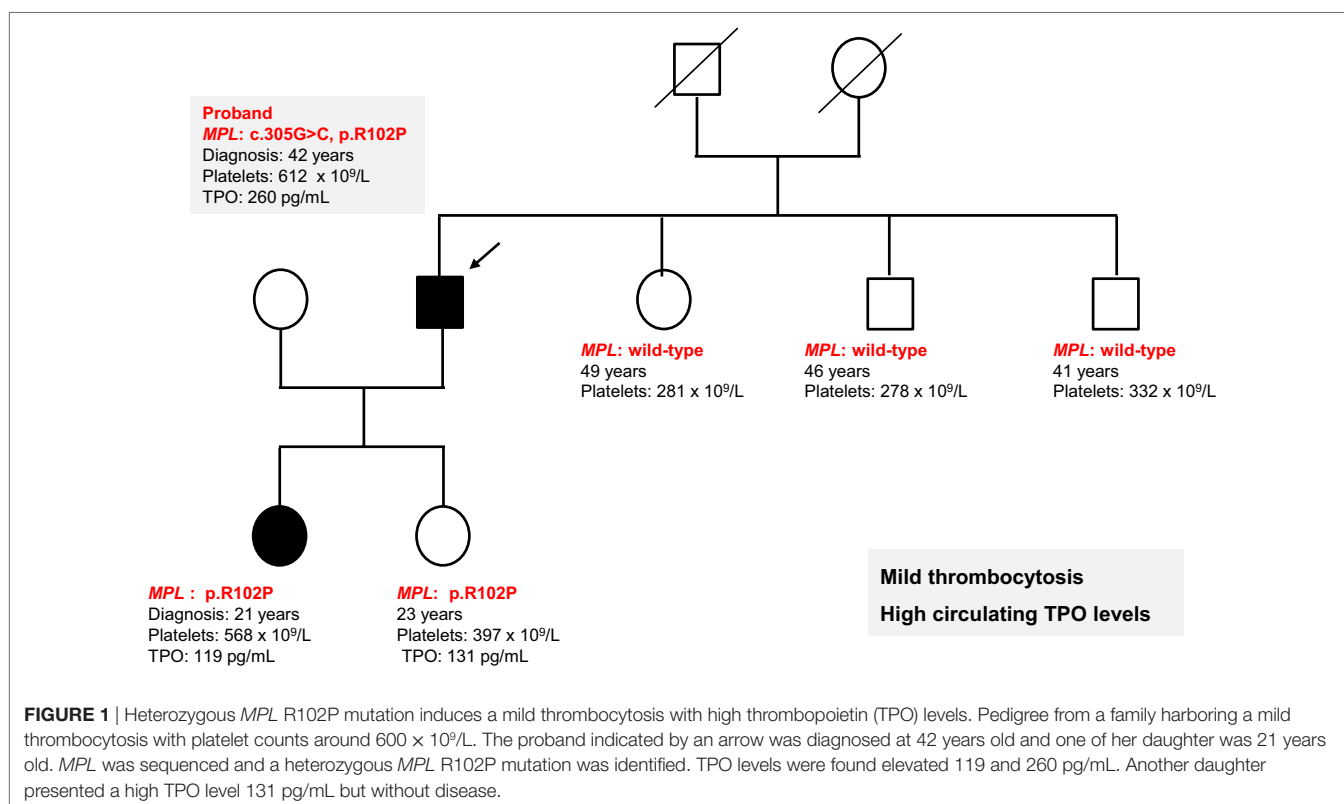 Proband
MPL: c.305G>C, p.R102P
Diagnosis: 42 years
Platelets: 612 x 10⁹/L
TPO: 260 pg/mL
MPL: wild-type
49 years
Platelets: 281 x 10⁹/L
MPL: wild-type
46 years
Platelets: 278 x 10⁹/L
MPL: wild-type
41 years
Platelets: 332 x 10⁹/L
MPL : p.R102P
Diagnosis: 21 years
Platelets: 568 x 10⁹/L
TPO: 119 pg/mL
MPL: p.R102P
23 years
Platelets: 397 x 10⁹/L
TPO: 131 pg/mL
Mild thrombocytosis
High circulating TPO levels
FIGURE 1 | Heterozygous MPL R102P mutation induces a mild thrombocytosis with high thrombopoietin (TPO) levels. Pedigree from a family harboring a mild
thrombocytosis with platelet counts around 600 × 10⁹/L. The proband indicated by an arrow was diagnosed at 42 years old and one of her daughter was 21 years
old. MPL was sequenced and a heterozygous MPL R102P mutation was identified. TPO levels were found elevated 119 and 260 pg/mL. Another daughter
presented a high TPO level 131 pg/mL but without disease.